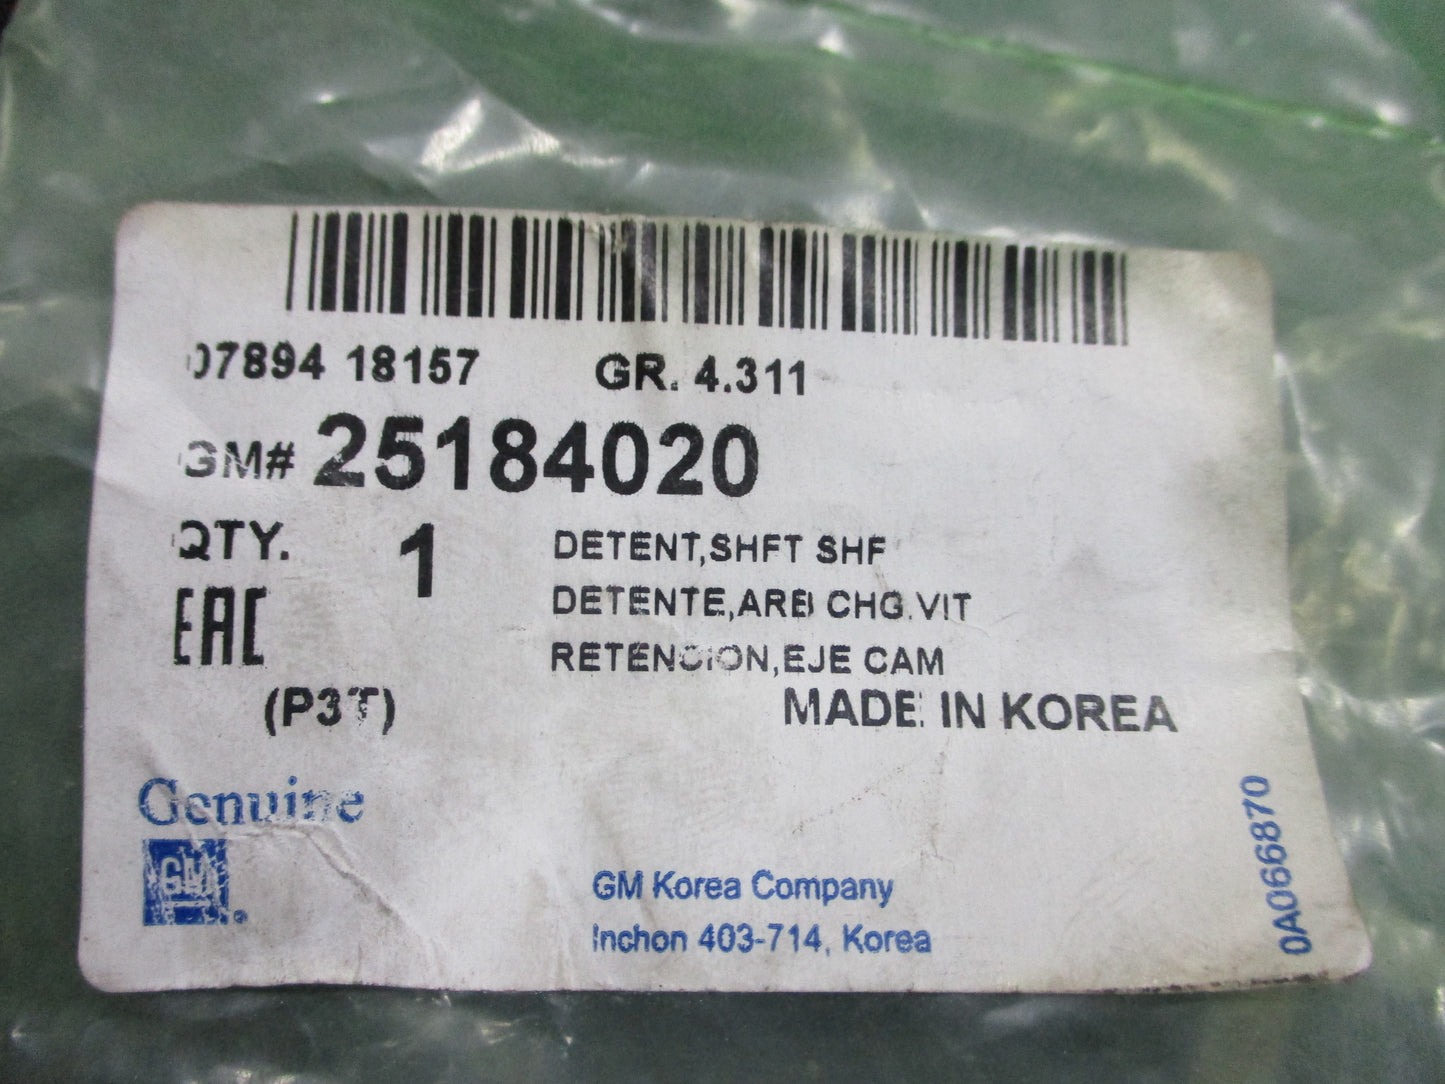 07894 18157 GR. 4.311
GM# 25184020
QTY. 1
DETENT,SHFT SHF
DETENTE,ARB CHG.VIT
RETENCION,EJE CAM
EAC
(P3T)
MADE IN KOREA
Genuine
GM
GM Korea Company
Inchon 403-714, Korea
0A066870